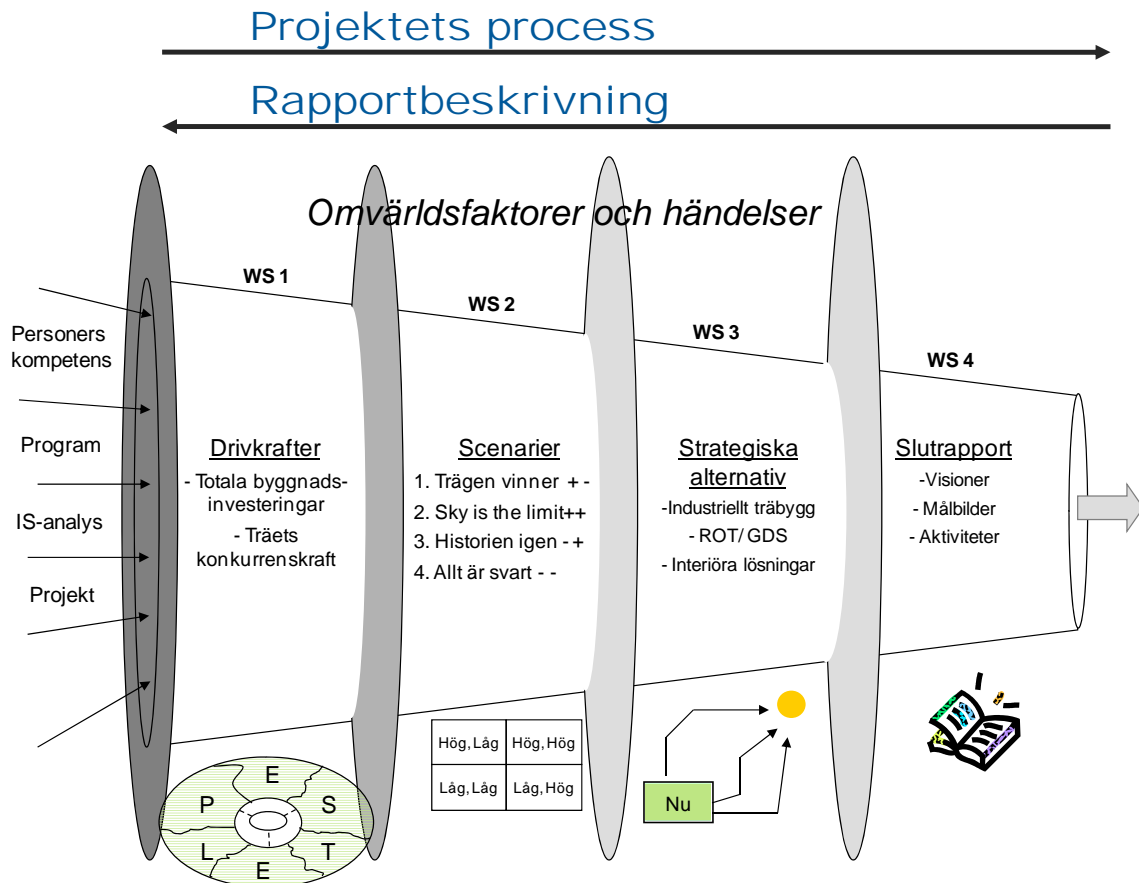 Projektets process
Rapportbeskrivning
Omvärldsfaktorer och händelser
WS 1
WS 2
WS 3
WS 4
Personers
kompetens
Program
IS-analys
Projekt
Drivkrafter
- Totala byggnads-
investeringar
- Träets
konkurrenskraft
Scenarier
1. Trägen vinner + -
2. Sky is the limit++
3. Historien igen - +
4. Allt är svart - -
Strategiska
alternativ
-Industriellt träbygg
- ROT/ GDS
- Interiöra lösningar
Slutrapport
-Visioner
- Målbilder
- Aktiviteter
P E S
L E T
Hög, Låg Hög, Hög
Låg, Låg Låg, Hög
Nu